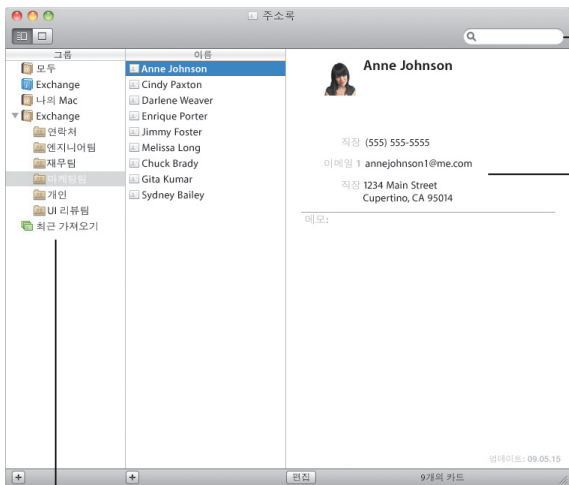 주소록
그룹
모두
Exchange
나의 Mac
Exchange
연락처
엔지니어팀
재무팀
마케팅팀
개인
UI 리뷰팀
최근 가져오기
이름
Anne Johnson
Cindy Paxton
Darlene Weaver
Enrique Porter
Jimmy Foster
Melissa Long
Chuck Brady
Gita Kumar
Sydney Bailey
Anne Johnson
직장 (555) 555-5555
이메일 1 annejohnson1@me.com
직장 1234 Main Street
Cupertino, CA 95014
메모:
업데이트: 09.05.15
편집
9개의 카드